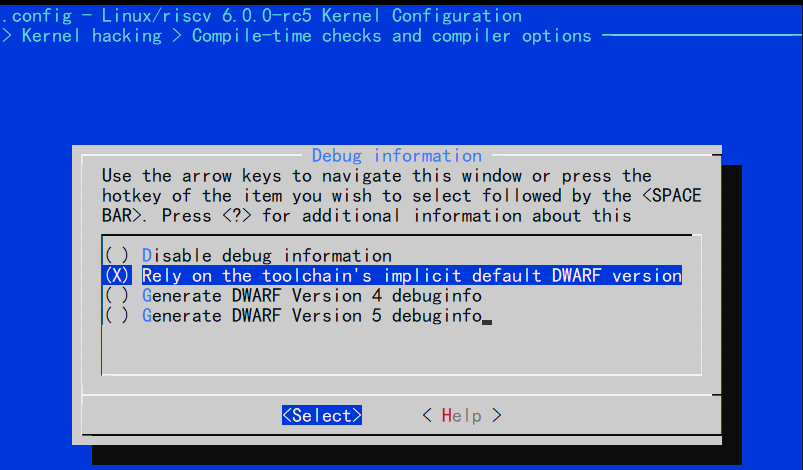 .config - Linux/riscv 6.0.0-rc5 Kernel Configuration
> Kernel hacking > Compile-time checks and compiler options
Debug information
Use the arrow keys to navigate this window or press the
hotkey of the item you wish to select followed by the <SPACE
BAR>. Press <?> for additional information about this
( ) Disable debug information
(X) Rely on the toolchain's implicit default DWARF version
( ) Generate DWARF Version 4 debuginfo
( ) Generate DWARF Version 5 debuginfo
<Select> < Help >